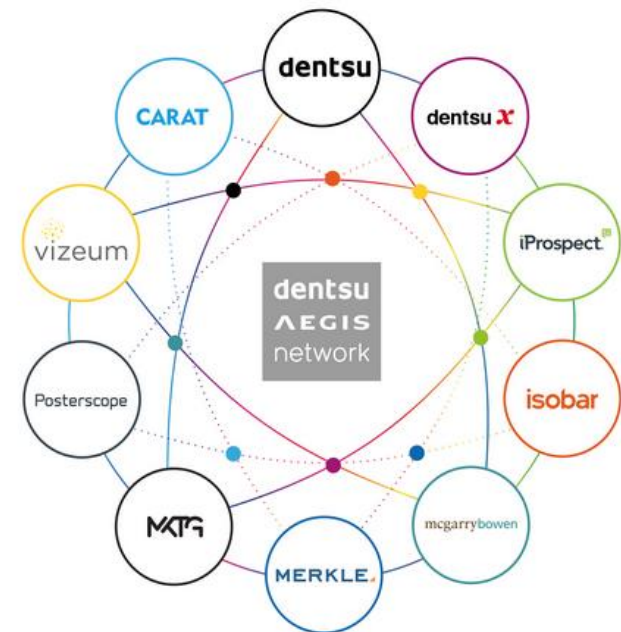 dentsu
CARAT
dentsu x
vizeum
iProspect
dentsu
AEGIS
network
Posterscope
isobar
MKTG
mcgarrybowen
MERKLE